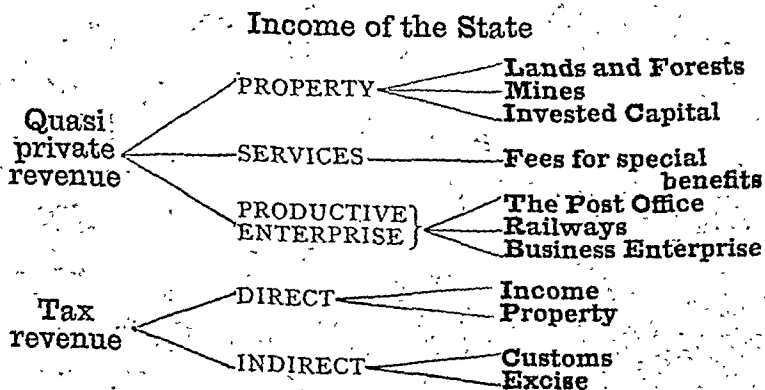 Income of the State
Lands and Forests
PROPERTY
Mines
Invested Capital
Quasi
private
revenue
SERVICES
Fees for special
benefits
PRODUCTIVE
ENTERPRISE
The Post Office
Railways
Business Enterprise
Tax
revenue
DIRECT
Income
Property
INDIRECT
Customs
Excise